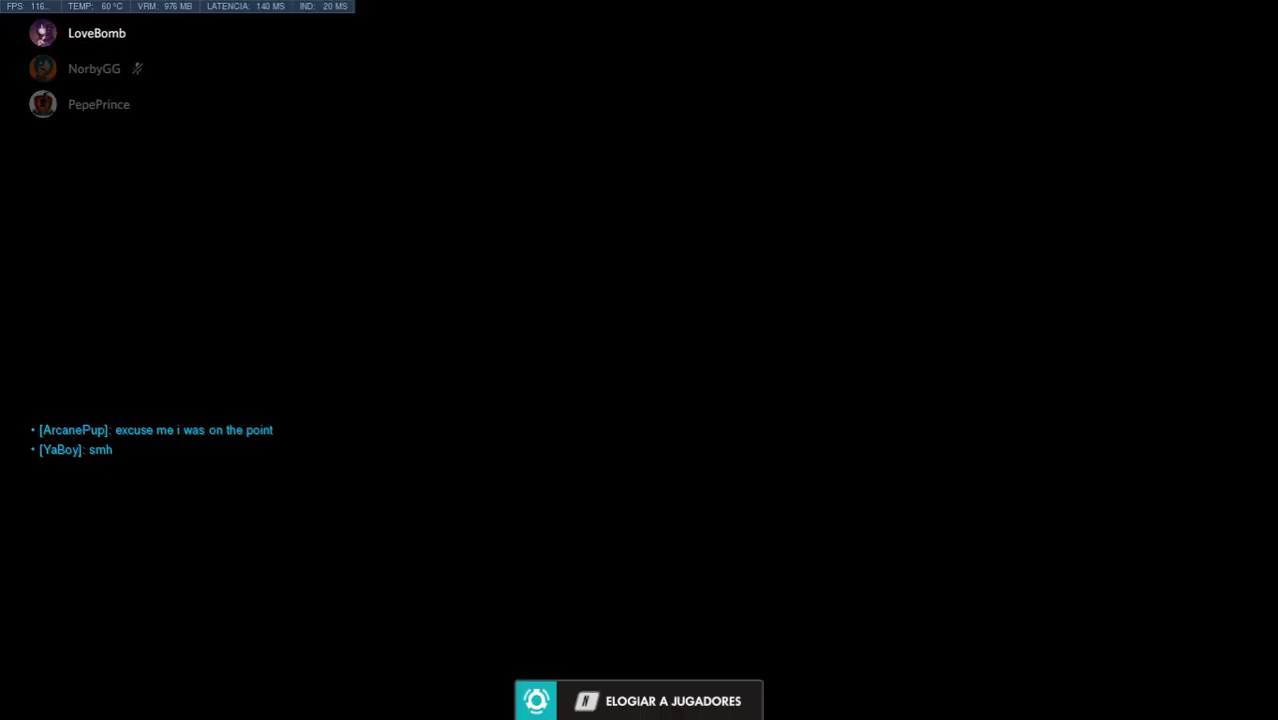 FPS: 116... TEMP: 60 ºC VRM: 976 MB LATENCIA: 140 MS IND: 20 MS
LoveBomb
NorbyGG
PepePrince
• [ArcanePup]: excuse me i was on the point
• [YaBoy]: smh
N ELOGIAR A JUGADORES